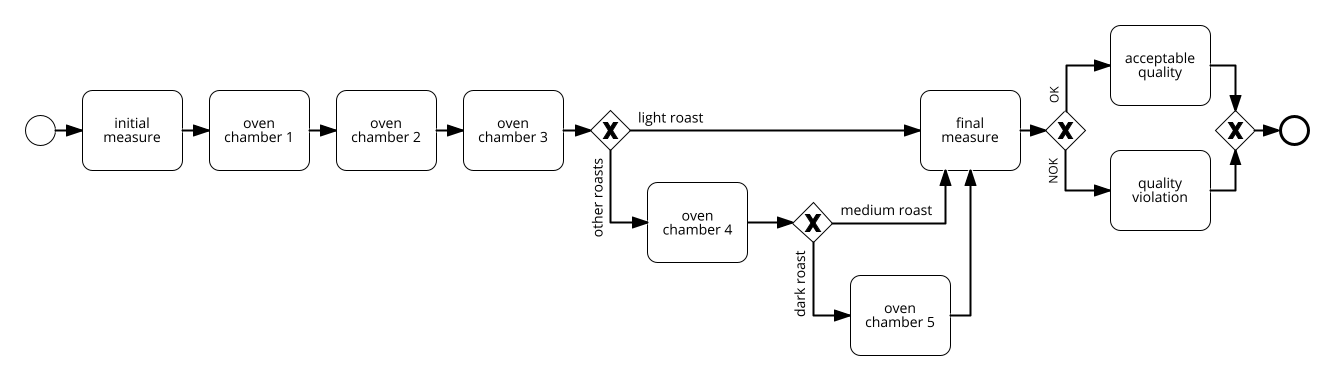 initial
measure
oven
chamber 1
oven
chamber 2
oven
chamber 3
light roast
other roasts
oven
chamber 4
medium roast
dark roast
oven
chamber 5
final
measure
OK
NOK
acceptable
quality
quality
violation